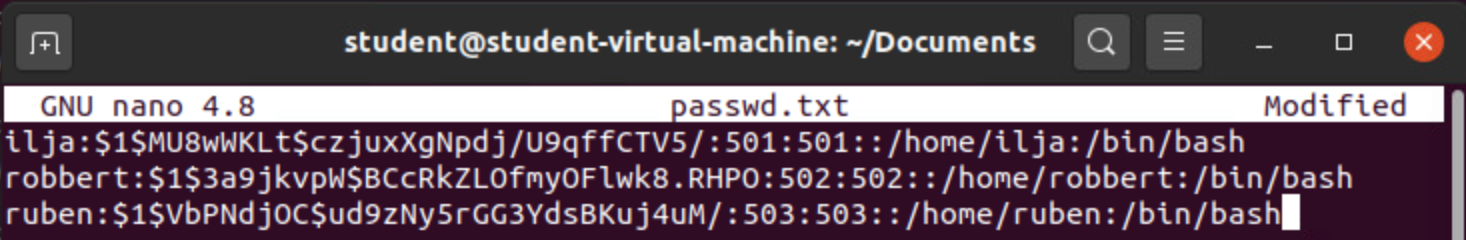 student@student-virtual-machine: ~/Documents
GNU nano 4.8 passwd.txt Modified
ilja:$1$MU8wWKLt$czjuxXgNpdj/U9qffCTV5/:501:501::/home/ilja:/bin/bash
robbert:$1$3a9jkvpW$BCcRkZLOfmyOFlwk8.RHPO:502:502::/home/robbert:/bin/bash
ruben:$1$VbPNdjOC$ud9zNy5rGG3YdsBKuj4uM/:503:503::/home/ruben:/bin/bash